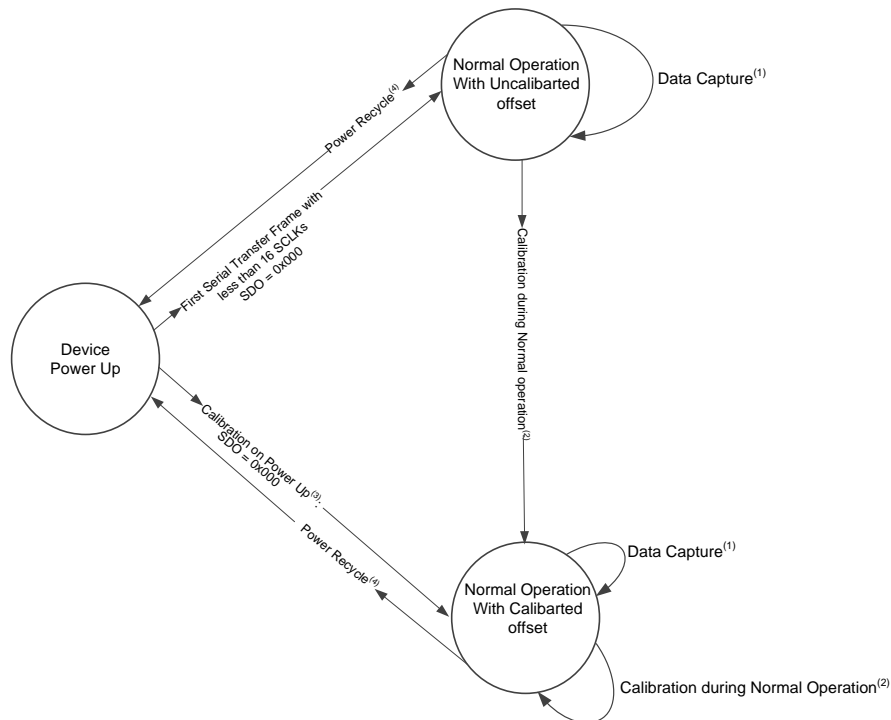 Normal Operation
With Uncalibarted
offset
Data Capture(1)
Power Recycle(4)
First Serial Transfer Frame with
less than 16 SCLKs
SDO = 0x000
Calibration during Normal operation(2)
Device
Power Up
Calibration on Power Up(3):
SDO = 0x000
Power Recycle(4)
Normal Operation
With Calibarted
offset
Data Capture(1)
Calibration during Normal Operation(2)